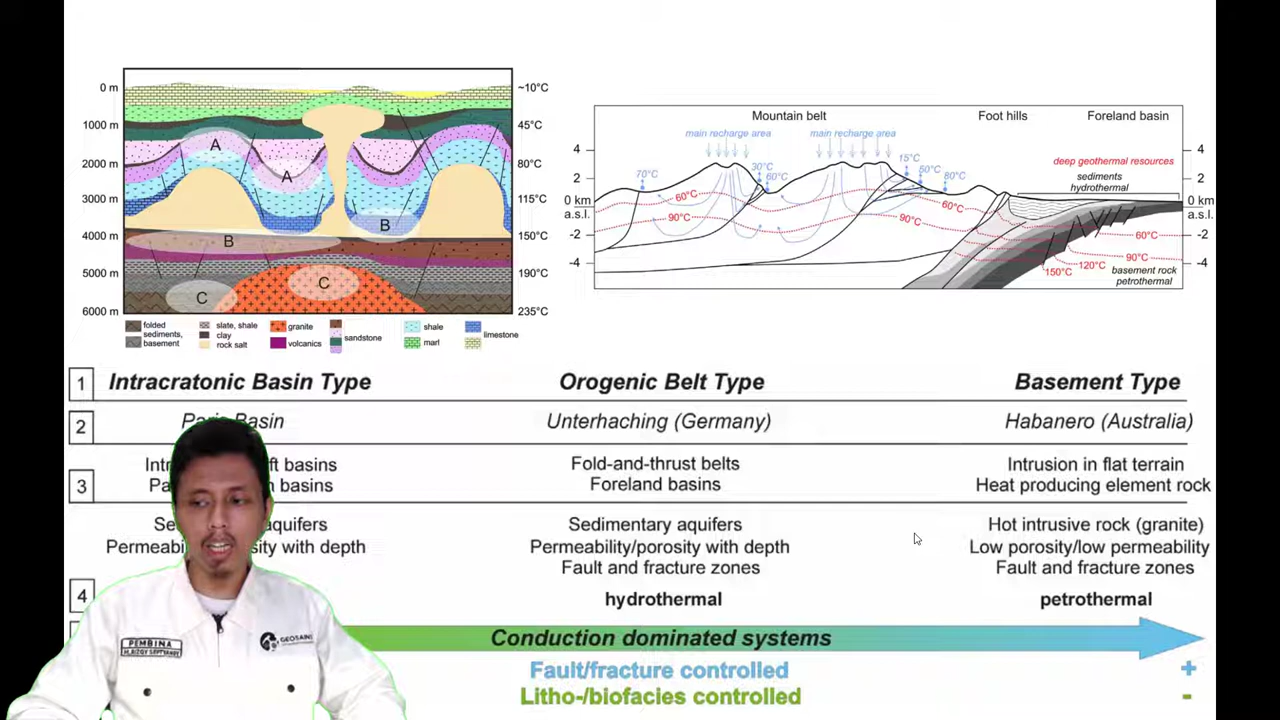 0 m
1000 m
2000 m
3000 m
4000 m
5000 m
6000 m
~10°C
45°C
80°C
115°C
150°C
190°C
235°C
A
A
B
B
C
C
folded
sediments,
basement
slate, shale
clay
rock salt
granite
volcanics
sandstone
shale
marl
limestone
Mountain belt
Foot hills
Foreland basin
main recharge area
main recharge area
deep geothermal resources
sediments
hydrothermal
4
2
0 km
a.s.l.
-2
-4
4
2
0 km
a.s.l.
-2
-4
70°C
30°C
60°C
15°C
50°C
80°C
60°C
90°C
90°C
60°C
60°C
90°C
120°C
150°C
basement rock
petrothermal
1 Intracratonic Basin Type Orogenic Belt Type Basement Type
2 Basin Unterhaching (Germany) Habanero (Australia)
3
basins Fold-and-thrust belts Intrusion in flat terrain
basins Foreland basins Heat producing element rock
aquifers Sedimentary aquifers Hot intrusive rock (granite)
with depth Permeability/porosity with depth Low porosity/low permeability
Fault and fracture zones Fault and fracture zones
4 hydrothermal petrothermal
Conduction dominated systems
Fault/fracture controlled +
Litho-/biofacies controlled -
PEMBINA